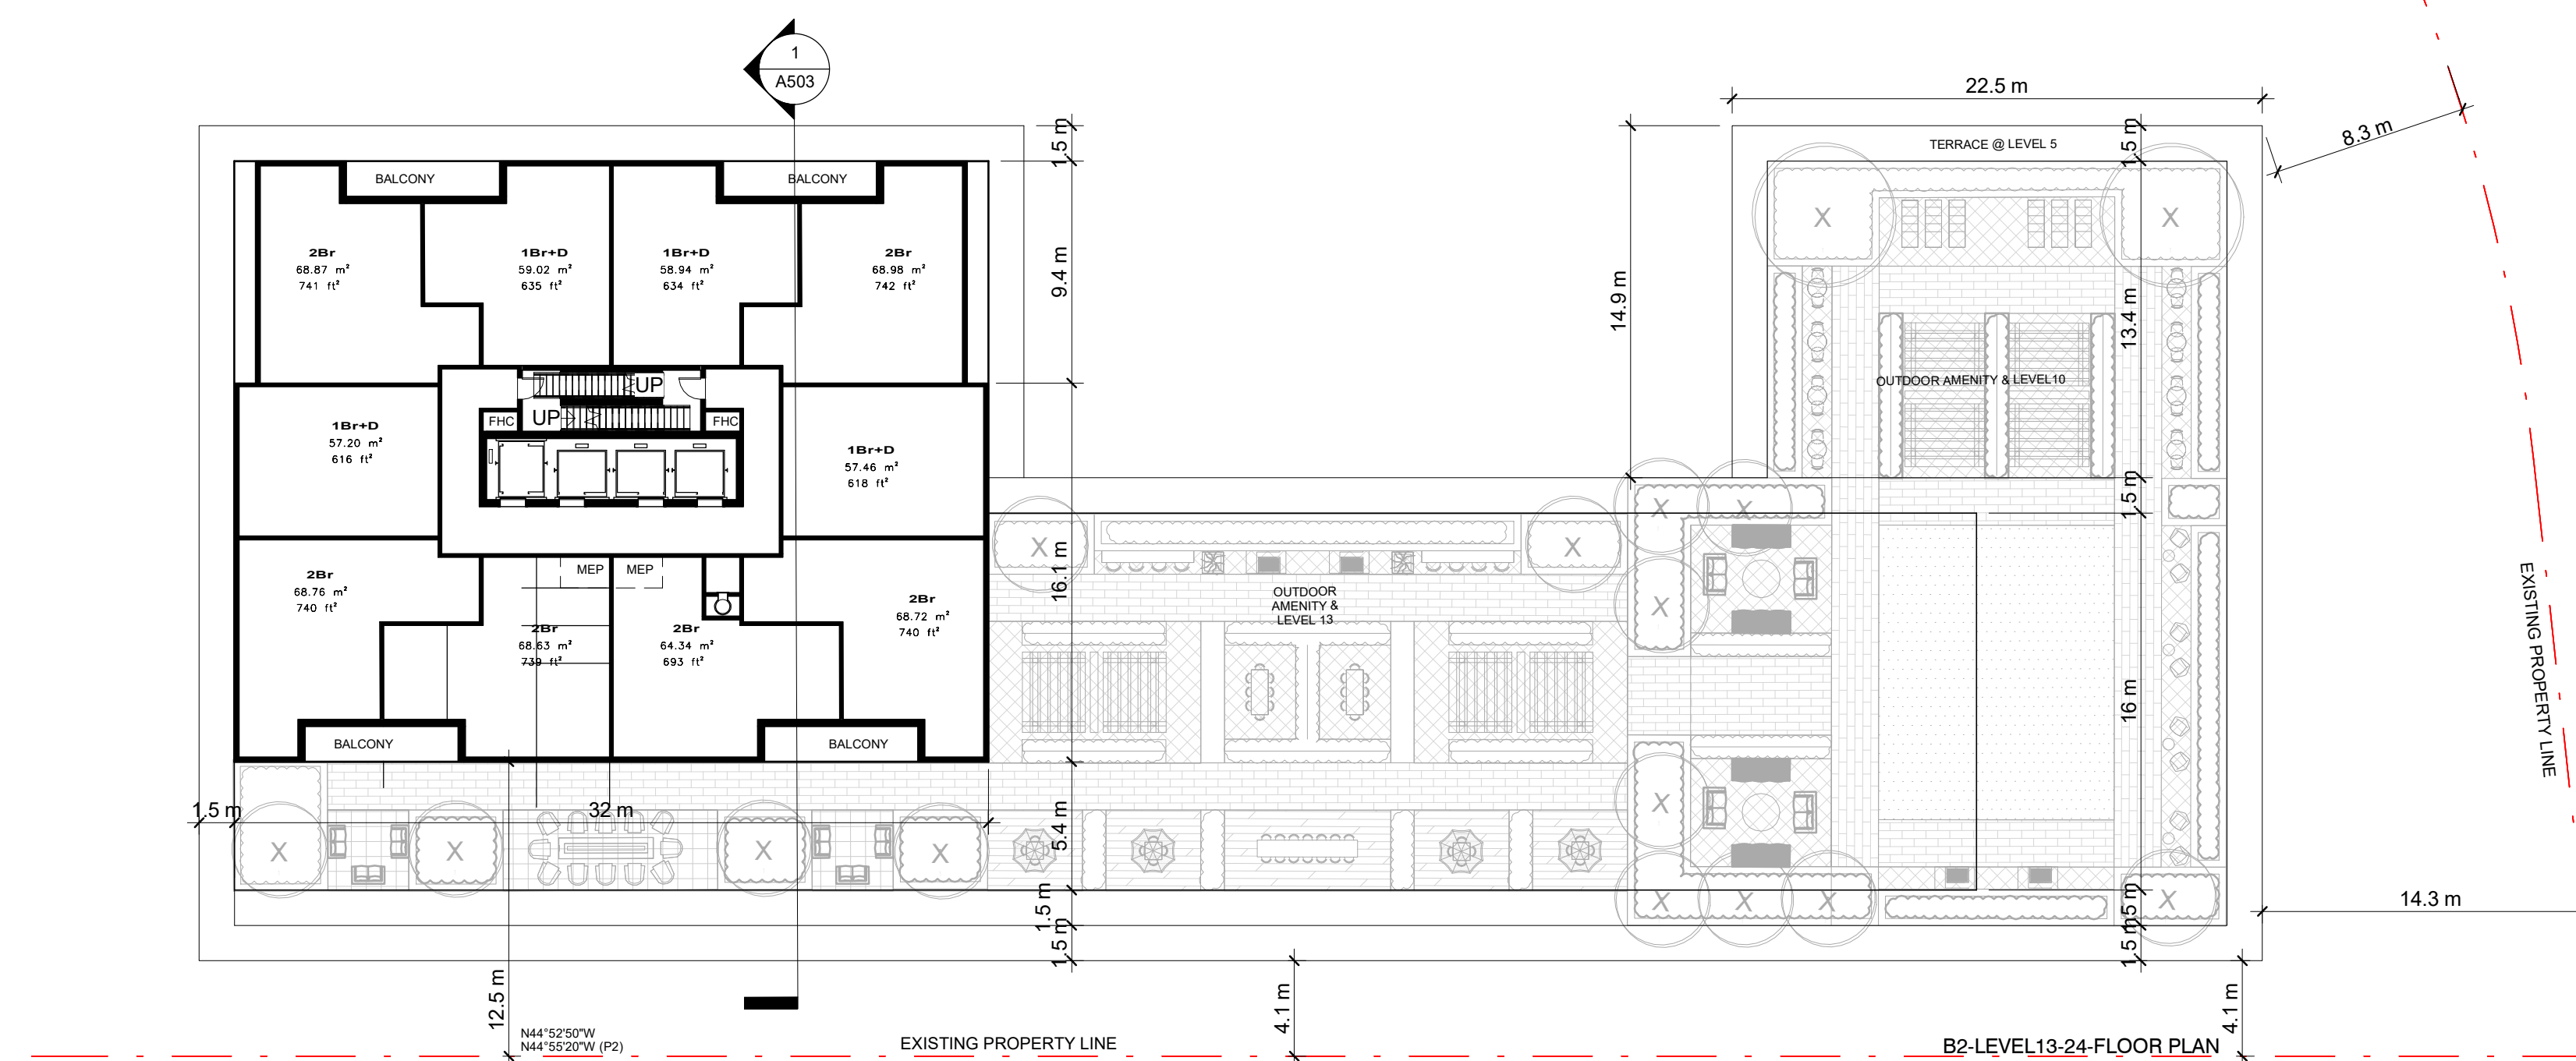 1
A503
22.5 m
8.3 m
1.5 m
TERRACE @ LEVEL 5
1.5 m
BALCONY
BALCONY
2Br
68.87 m²
741 ft²
1Br+D
59.02 m²
635 ft²
1Br+D
58.94 m²
634 ft²
2Br
68.98 m²
742 ft²
9.4 m
14.9 m
13.4 m
X
X
OUTDOOR AMENITY & LEVEL10
UP
UP
FHC
FHC
1Br+D
57.20 m²
616 ft²
1Br+D
57.46 m²
618 ft²
1.5 m
X
X
X
X
MEP
MEP
16.1 m
OUTDOOR
AMENITY &
LEVEL 13
X
2Br
68.76 m²
740 ft²
2Br
68.63 m²
739 ft²
2Br
64.34 m²
693 ft²
2Br
68.72 m²
740 ft²
16 m
EXISTING PROPERTY LINE
BALCONY
BALCONY
1.5 m
32 m
5.4 m
X
X
X
X
X
X
X
X
X
1.5 m
1.5 m
1.5 m
1.5 m
14.3 m
12.5 m
4.1 m
4.1 m
N44°52'50"W
N44°55'20"W (P2)
EXISTING PROPERTY LINE
B2-LEVEL13-24-FLOOR PLAN